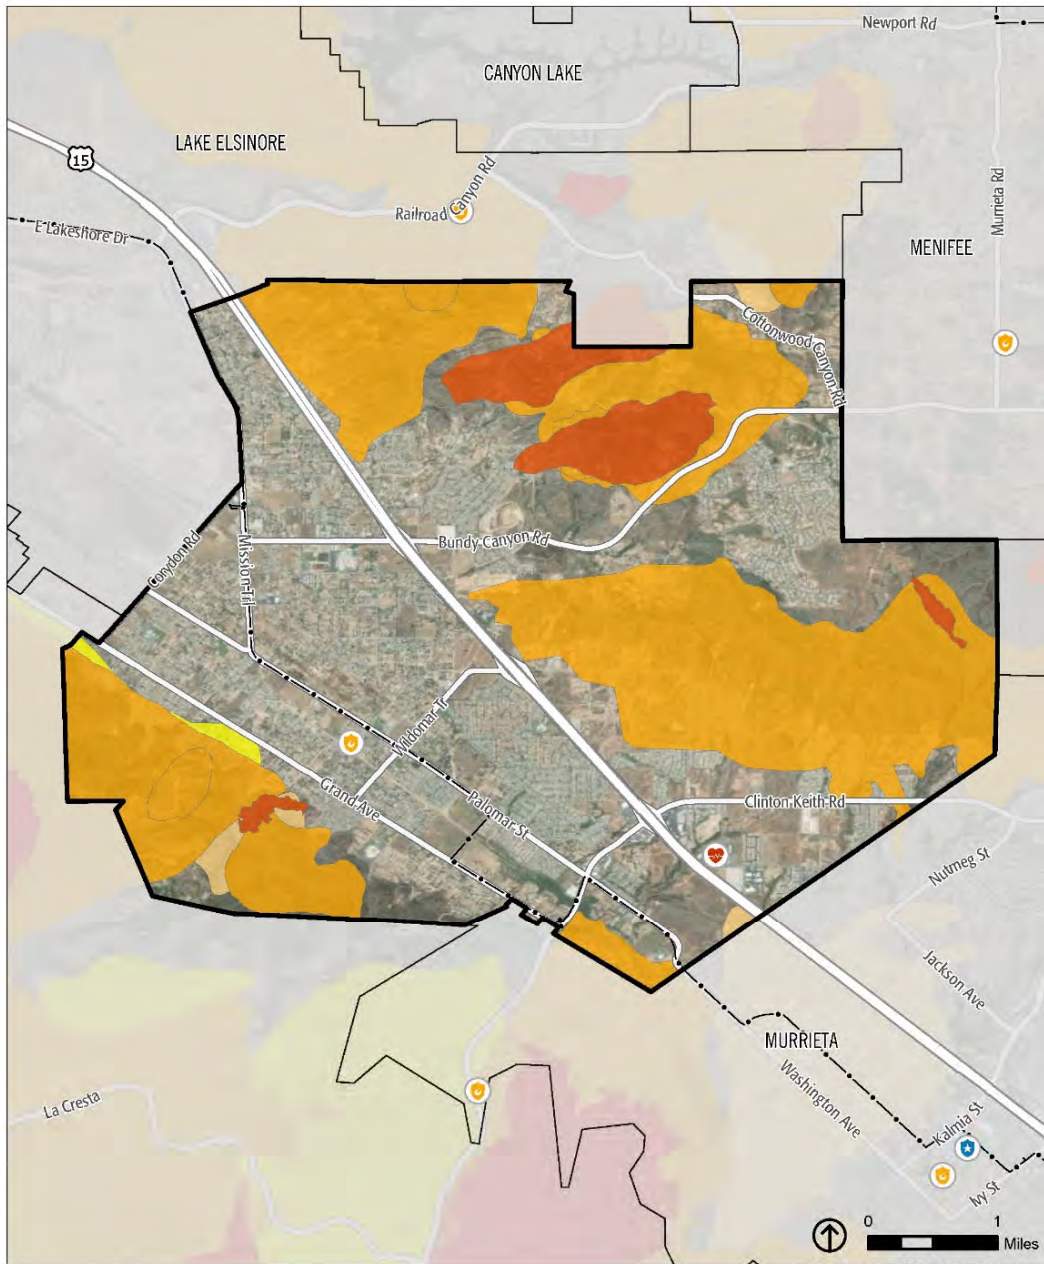 Newport Rd
CANYON LAKE
LAKE ELSINORE
15
Railroad Canyon Rd
Murrieta Rd
E Lakeshore Dr
MENIFEE
Cottonwood Canyon Rd
Bundy Canyon Rd
Corydon Rd
Mission Trl
Wildomar Tr
Grand Ave
Palomar St
Clinton Keith Rd
Nutmeg St
Jackson Ave
MURRIETA
Washington Ave
La Cresta
Kalmia St
Ivy St
0 1
Miles